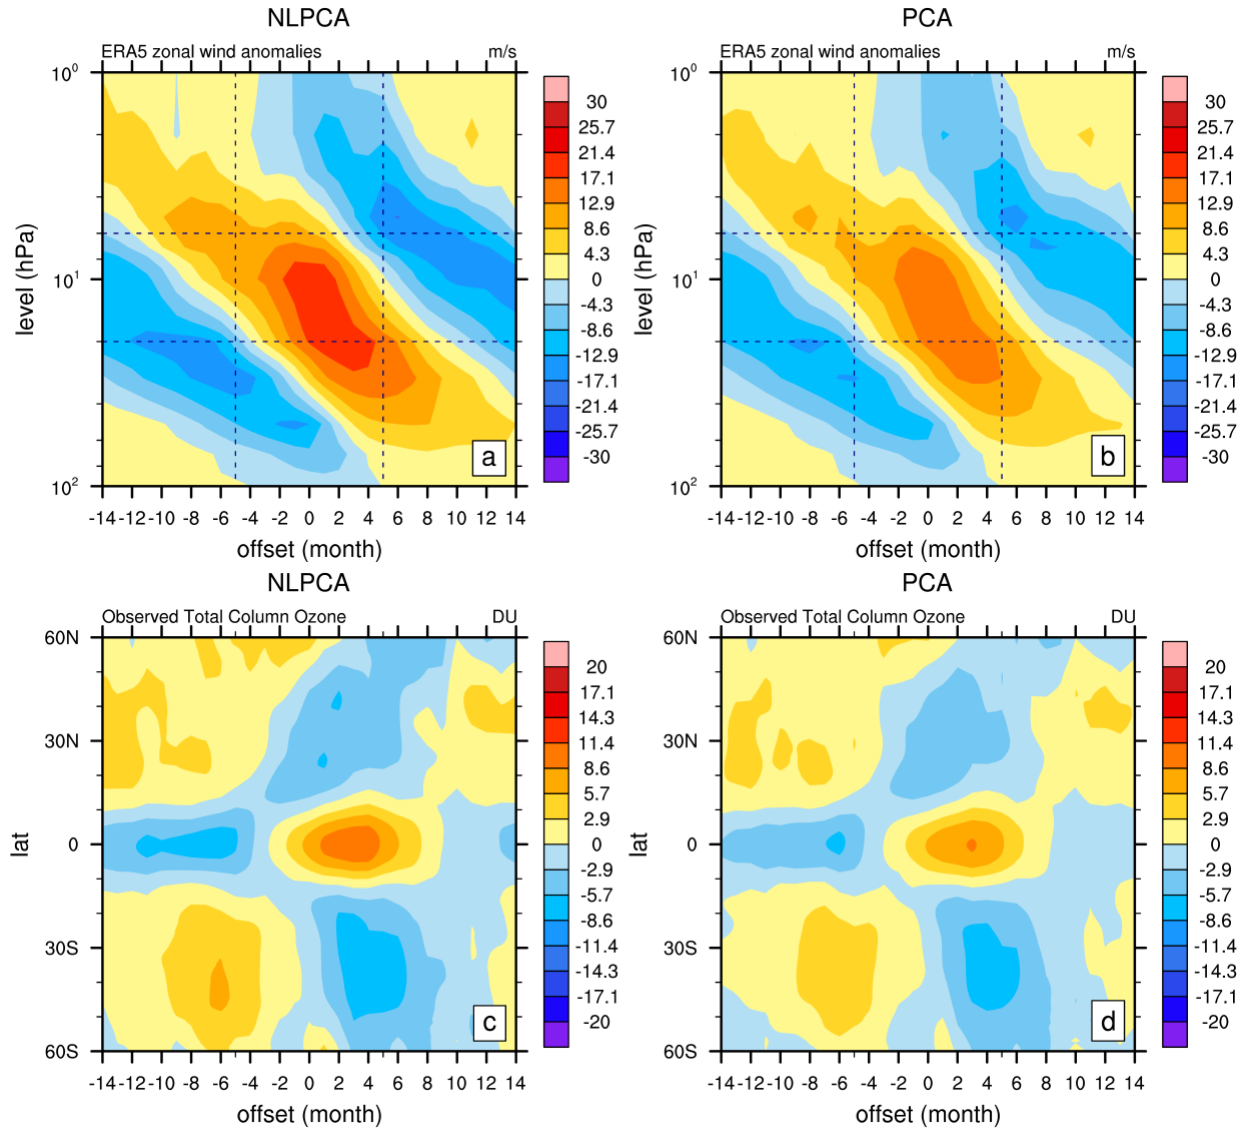 NLPCA
ERA5 zonal wind anomalies m/s
10⁰
10¹
10²
level (hPa)
-14 -12 -10 -8 -6 -4 -2 0 2 4 6 8 10 12 14
offset (month)
a
30
25.7
21.4
17.1
12.9
8.6
4.3
0
-4.3
-8.6
-12.9
-17.1
-21.4
-25.7
-30
PCA
ERA5 zonal wind anomalies m/s
10⁰
10¹
10²
level (hPa)
-14 -12 -10 -8 -6 -4 -2 0 2 4 6 8 10 12 14
offset (month)
b
30
25.7
21.4
17.1
12.9
8.6
4.3
0
-4.3
-8.6
-12.9
-17.1
-21.4
-25.7
-30
NLPCA
Observed Total Column Ozone DU
60N
30N
0
30S
60S
lat
-14 -12 -10 -8 -6 -4 -2 0 2 4 6 8 10 12 14
offset (month)
c
20
17.1
14.3
11.4
8.6
5.7
2.9
0
-2.9
-5.7
-8.6
-11.4
-14.3
-17.1
-20
PCA
Observed Total Column Ozone DU
60N
30N
0
30S
60S
lat
-14 -12 -10 -8 -6 -4 -2 0 2 4 6 8 10 12 14
offset (month)
d
20
17.1
14.3
11.4
8.6
5.7
2.9
0
-2.9
-5.7
-8.6
-11.4
-14.3
-17.1
-20